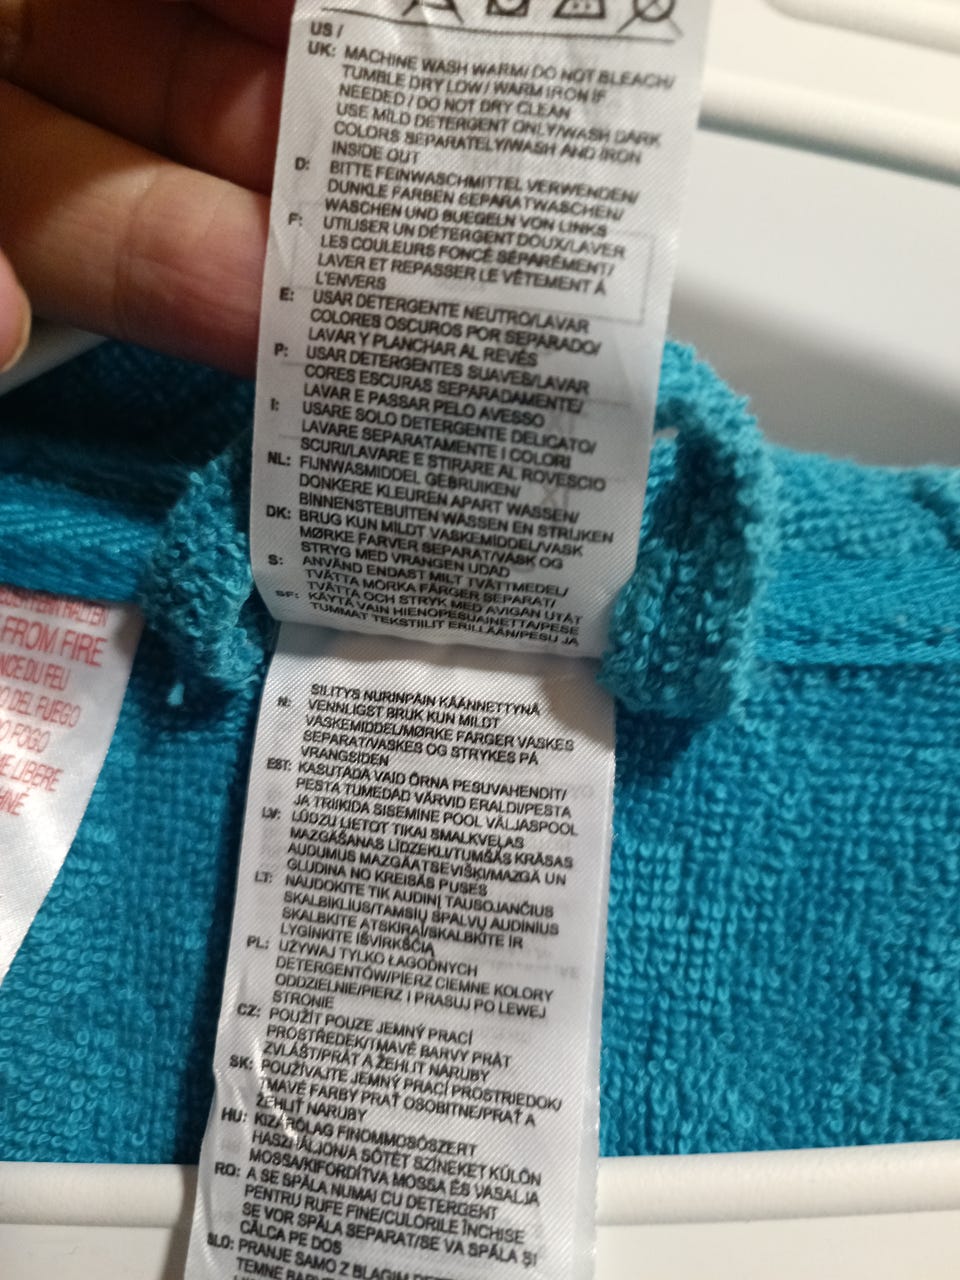 US /
UK: MACHINE WASH WARM/ DO NOT BLEACH/
TUMBLE DRY LOW / WARM IRON IF
NEEDED / DO NOT DRY CLEAN
USE MILD DETERGENT ONLY/WASH DARK
COLORS SEPARATELY/WASH AND IRON
INSIDE OUT
D: BITTE FEINWASCHMITTEL VERWENDEN/
DUNKLE FARBEN SEPARATWASCHEN/
WASCHEN UND BUEGELN VON LINKS
F: UTILISER UN DÉTERGENT DOUX/LAVER
LES COULEURS FONCÉ SÉPARÉMENT/
LAVER ET REPASSER LE VÊTEMENT À
L'ENVERS
E: USAR DETERGENTE NEUTRO/LAVAR
COLORES OSCUROS POR SEPARADO/
LAVAR Y PLANCHAR AL REVÉS
P: USAR DETERGENTES SUAVES/LAVAR
CORES ESCURAS SEPARADAMENTE/
LAVAR E PASSAR PELO AVESSO
I: USARE SOLO DETERGENTE DELICATO/
LAVARE SEPARATAMENTE I COLORI
SCURI/LAVARE E STIRARE AL ROVESCIO
NL: FIJNWASMIDDEL GEBRUIKEN/
DONKERE KLEUREN APART WASSEN/
BINNENSTEBUITEN WASSEN EN STRIJKEN
DK: BRUG KUN MILDT VASKEMIDDEL/VASK
MØRKE FARVER SEPARAT/VASK OG
STRYG MED VRANGEN UDAD
S: ANVÄND ENDAST MILT TVÄTTMEDEL/
TVÄTTA MÖRKA FÄRGER SEPARAT/
TVÄTTA OCH STRYK MED AVIGAN UTÅT
SF: KÄYTÄ VAIN HIENOPESUAINETTA/PESE
TUMMAT TEKSTIILIT ERILLÄÄN/PESU JA
SILITYS NURINPÄIN KÄÄNNETTYNÄ
N: VENNLIGST BRUK KUN MILDT
VASKEMIDDEL/MØRKE FARGER VASKES
SEPARAT/VASKES OG STRYKES PÅ
VRANGSIDEN
EST: KASUTADA VAID ÕRNA PESUVAHENDIT/
PESTA TUMEDAD VÄRVID ERALDI/PESTA
JA TRIIKIDA SISEMINE POOL VÄLJASPOOL
LV: LŪDZU LIETOT TIKAI SMALKVEĻAS
MAZGĀŠANAS LĪDZEKLI/TUMŠĀS KRĀSAS
AUDUMUS MAZGĀATSEVIŠĶI/MAZGĀ UN
GLUDINA NO KREISĀS PUSES
LT: NAUDOKITE TIK AUDINĮ TAUSOJANČIUS
SKALBIKLIUS/TAMSIŲ SPALVŲ AUDINIUS
SKALBKITE ATSKIRAI/SKALBKITE IR
LYGINKITE IŠVIRKŠČIĄ
PL: UŻYWAJ TYLKO ŁAGODNYCH
DETERGENTÓW/PIERZ CIEMNE KOLORY
ODDZIELNIE/PIERZ I PRASUJ PO LEWEJ
STRONIE
CZ: POUŽÍT POUZE JEMNÝ PRACÍ
PROSTŘEDEK/TMAVÉ BARVY PRÁT
ZVLÁŠT/PRÁT A ŽEHLIT NARUBY
SK: POUŽÍVAJTE JEMNÝ PRACÍ PROSTRIEDOK/
TMAVÉ FARBY PRAŤ OSOBITNE/PRAŤ A
ŽEHLIŤ NARUBY
HU: KIZÁRÓLAG FINOMMOSÓSZERT
HASZNÁLJON/A SÖTÉT SZÍNEKET KÜLÖN
MOSSA/KIFORDÍTVA MOSSA ÉS VASALJA
RO: A SE SPĂLA NUMAI CU DETERGENT
PENTRU RUFE FINE/CULORILE ÎNCHISE
SE VOR SPĂLA SEPARAT/SE VA SPĂLA ȘI
CĂLCA PE DOS
SLO: PRANJE SAMO Z BLAGIM
TEMNE
FROM FIRE
DU FEU
DEL FUEGO
FOGO
LIBERE